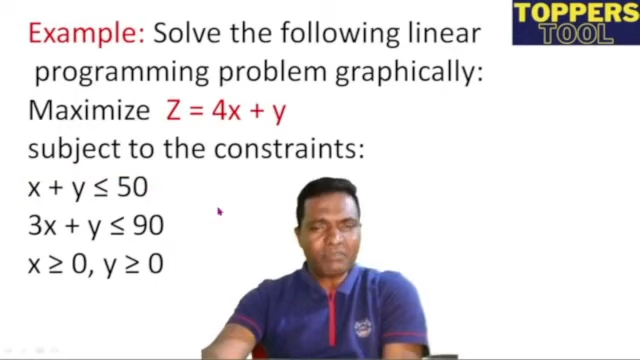 TOPPERS
TOOL
Example: Solve the following linear
programming problem graphically:
Maximize Z = 4x + y
subject to the constraints:
x + y ≤ 50
3x + y ≤ 90
x ≥ 0, y ≥ 0